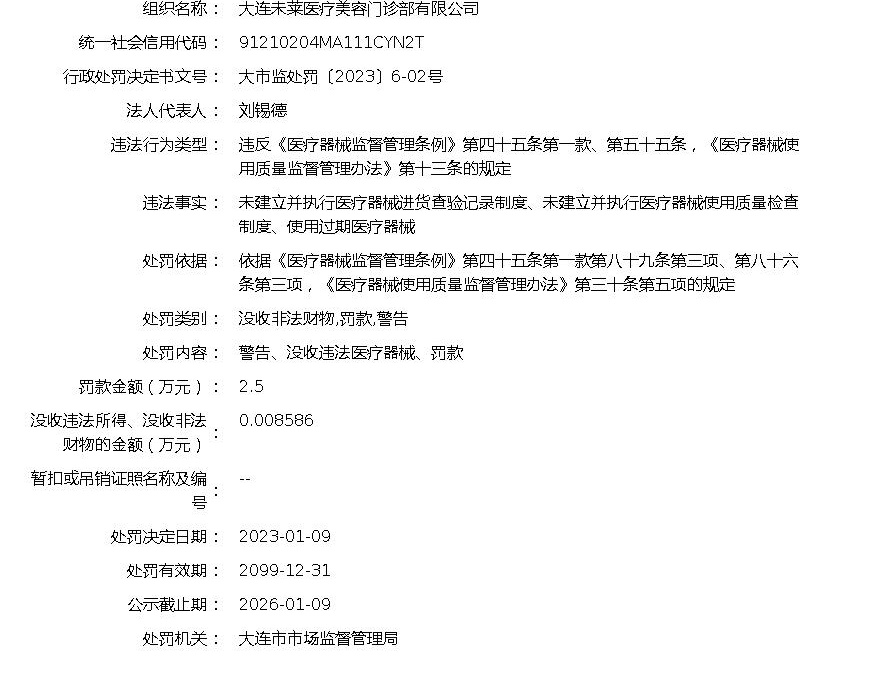 组织名称： 大连未莱医疗美容门诊部有限公司
统一社会信用代码： 91210204MA111CYN2T
行政处罚决定书文号： 大市监处罚〔2023〕6-02号
法人代表人： 刘锡德
违法行为类型： 违反《医疗器械监督管理条例》第四十五条第一款、第五十五条，《医疗器械使
用质量监督管理办法》第十三条的规定
违法事实： 未建立并执行医疗器械进货查验记录制度、未建立并执行医疗器械使用质量检查
制度、使用过期医疗器械
处罚依据： 依据《医疗器械监督管理条例》第四十五条第一款第八十九条第三项、第八十六
条第三项，《医疗器械使用质量监督管理办法》第三十条第五项的规定
处罚类别： 没收非法财物,罚款,警告
处罚内容： 警告、没收违法医疗器械、罚款
罚款金额（万元）： 2.5
没收违法所得、没收非法
财物的金额（万元）： 0.008586
暂扣或吊销证照名称及编
号： --
处罚决定日期： 2023-01-09
处罚有效期： 2099-12-31
公示截止期： 2026-01-09
处罚机关： 大连市市场监督管理局